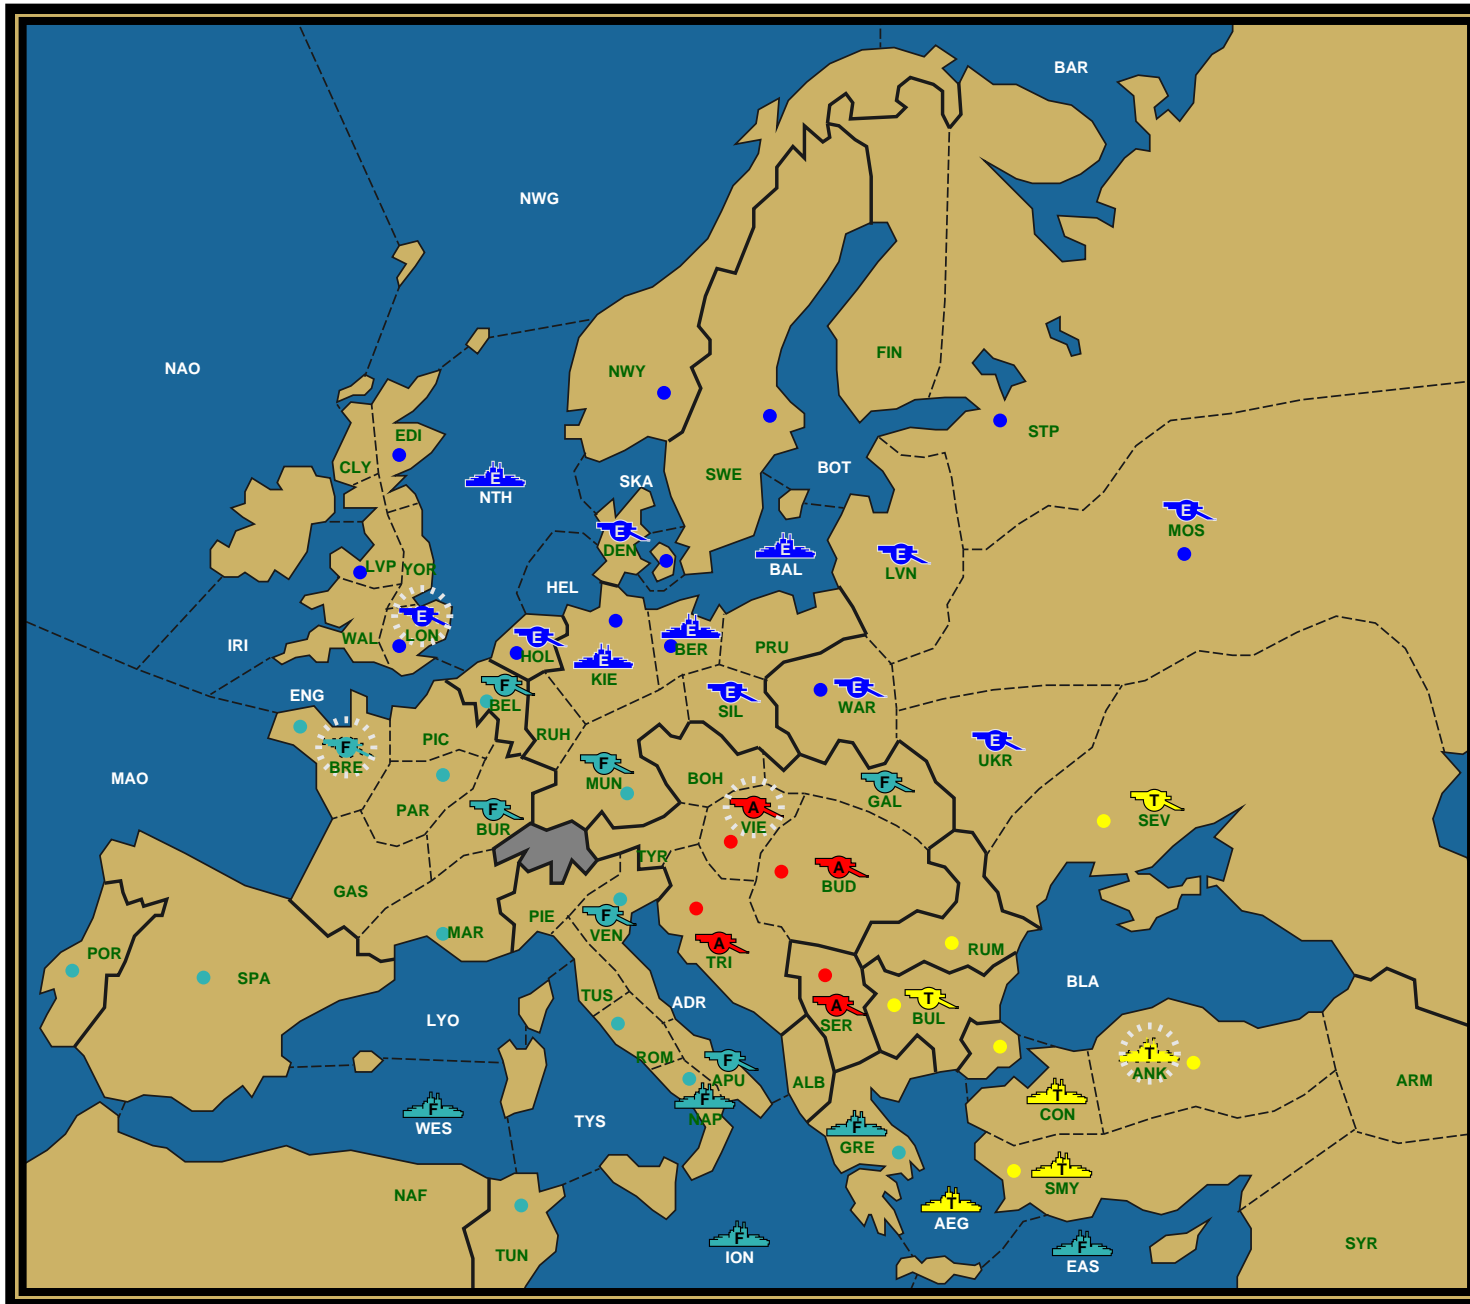 BAR
NWG
NAO
FIN
NWY
EDI
STP
CLY
SKA
BOT
SWE
E
NTH
E
MOS
E
DEN
E
BAL
E
LVN
LVP
YOR
HEL
IRI
WAL
E
LON
E
HOL
E
KIE
E
BER
PRU
ENG
F
BEL
E
SIL
E
WAR
PIC
RUH
F
BRE
E
UKR
MAO
F
MUN
BOH
F
GAL
PAR
F
BUR
A
VIE
T
SEV
TYR
A
BUD
GAS
PIE
F
VEN
MAR
A
TRI
RUM
POR
SPA
BLA
TUS
ADR
A
SER
T
BUL
LYO
ROM
F
APU
T
ANK
ALB
ARM
F
NAP
T
CON
F
WES
TYS
F
GRE
T
SMY
NAF
T
AEG
TUN
F
ION
F
EAS
SYR